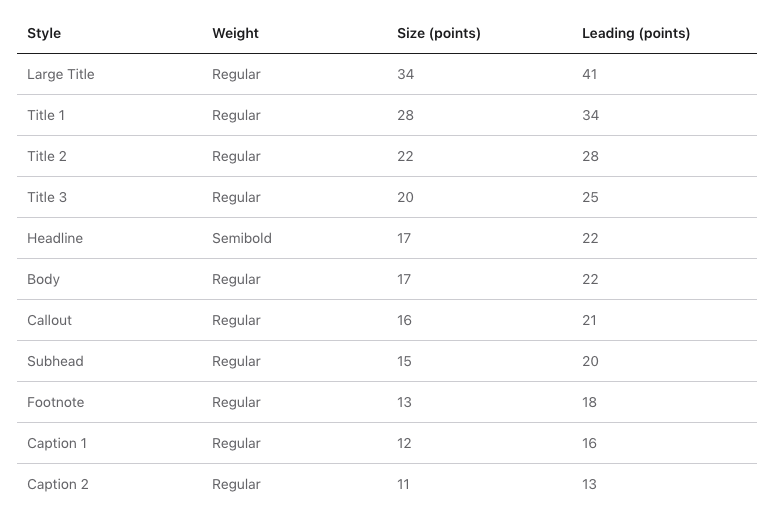 Style Weight Size (points) Leading (points)
Large Title Regular 34 41
Title 1 Regular 28 34
Title 2 Regular 22 28
Title 3 Regular 20 25
Headline Semibold 17 22
Body Regular 17 22
Callout Regular 16 21
Subhead Regular 15 20
Footnote Regular 13 18
Caption 1 Regular 12 16
Caption 2 Regular 11 13